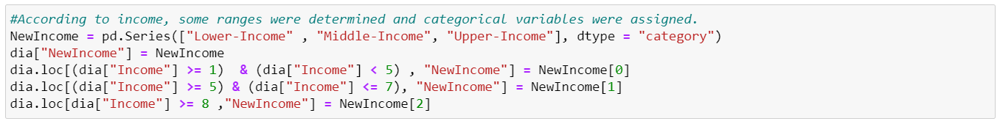 #According to income, some ranges were determined and categorical variables were assigned.
NewIncome = pd.Series(["Lower-Income" , "Middle-Income", "Upper-Income"], dtype = "category")
dia["NewIncome"] = NewIncome
dia.loc[(dia["Income"] >= 1)  & (dia["Income"] < 5) , "NewIncome"] = NewIncome[0]
dia.loc[(dia["Income"] >= 5) & (dia["Income"] <= 7), "NewIncome"] = NewIncome[1]
dia.loc[dia["Income"] >= 8 ,"NewIncome"] = NewIncome[2]